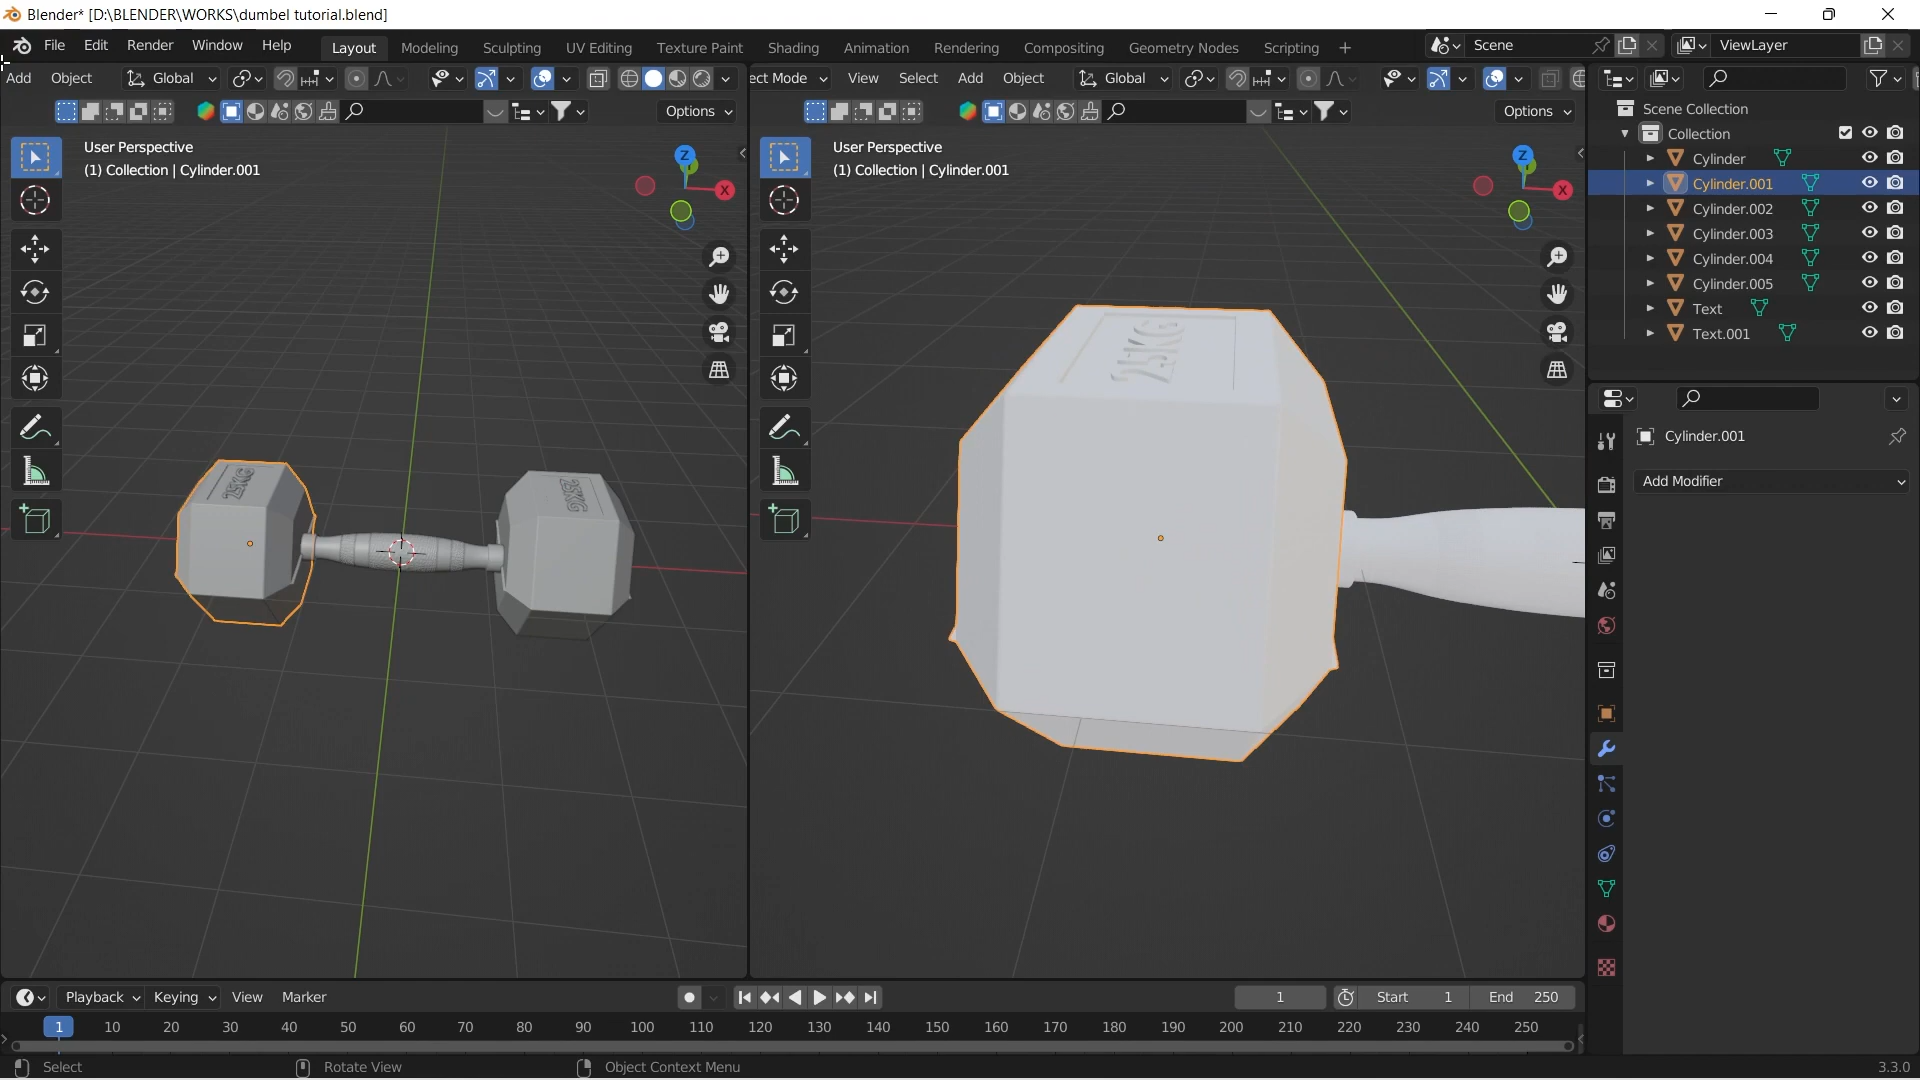 Blender* [D:\BLENDER\WORKS\dumbel tutorial.blend]
File Edit Render Window Help Layout Modeling Sculpting UV Editing Texture Paint Shading Animation Rendering Compositing Geometry Nodes Scripting + Scene ViewLayer
Add Object Global ect Mode View Select Add Object Global
Options Options
Scene Collection
Collection
Cylinder
Cylinder.001
Cylinder.002
Cylinder.003
Cylinder.004
Cylinder.005
Text
Text.001
User Perspective
(1) Collection | Cylinder.001
Z
X
25KG
25KG
User Perspective
(1) Collection | Cylinder.001
Z
X
25KG
Cylinder.001
Add Modifier
Playback Keying View Marker 1 Start 1 End 250
1 10 20 30 40 50 60 70 80 90 100 110 120 130 140 150 160 170 180 190 200 210 220 230 240 250
Select Rotate View Object Context Menu 3.3.0